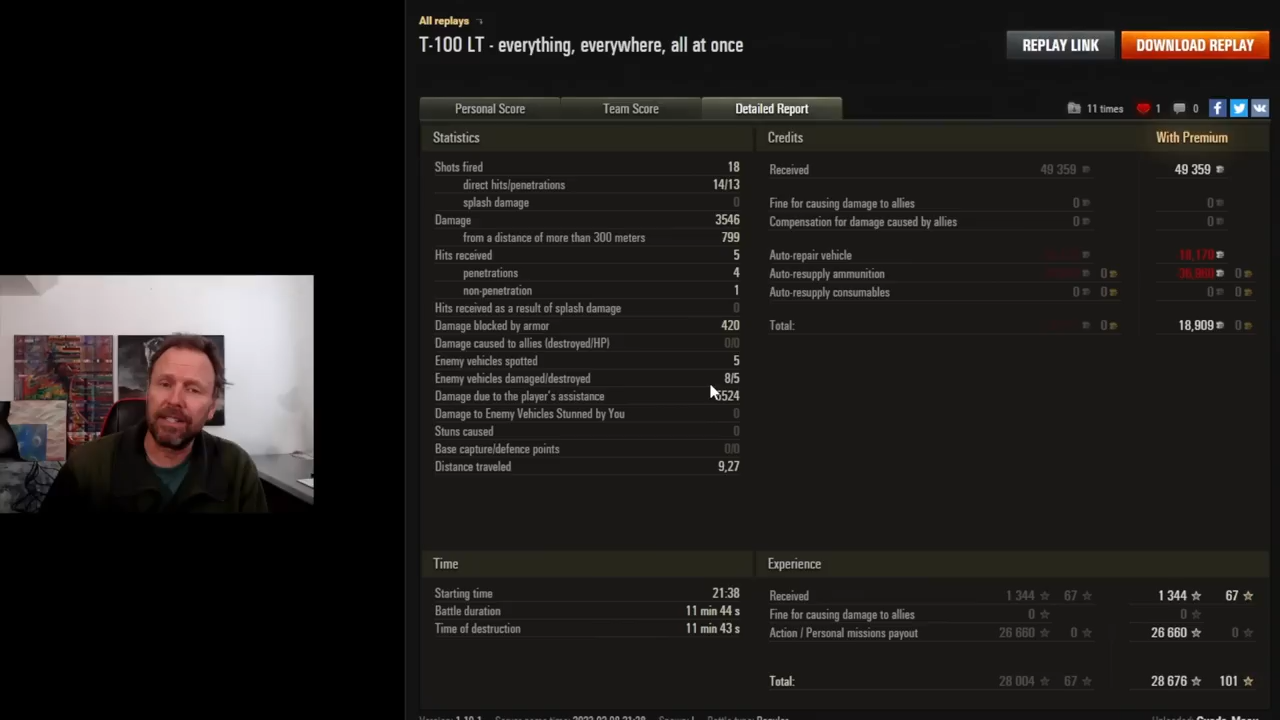 All replays
T-100 LT - everything, everywhere, all at once
REPLAY LINK
DOWNLOAD REPLAY
Personal Score
Team Score
Detailed Report
11 times 1 0
Statistics
Shots fired 18
direct hits/penetrations 14/13
splash damage 0
Damage 3546
from a distance of more than 300 meters 799
Hits received 5
penetrations 4
non-penetration 1
Hits received as a result of splash damage 0
Damage blocked by armor 420
Damage caused to allies (destroyed/HP) 0/0
Enemy vehicles spotted 5
Enemy vehicles damaged/destroyed 8/5
Damage due to the player's assistance
Damage to Enemy Vehicles Stunned by You 0
Stuns caused 0
Base capture/defence points 0/0
Distance traveled 9,27
Credits With Premium
Received 49 359 49 359
Fine for causing damage to allies 0 0
Compensation for damage caused by allies 0 0
Auto-repair vehicle
Auto-resupply ammunition 0 0
Auto-resupply consumables 0 0 0 0
Total: 0 18,909 0
Time
Starting time 21:38
Battle duration 11 min 44 s
Time of destruction 11 min 43 s
Experience
Received 1 344 67 1 344 67
Fine for causing damage to allies 0 0
Action / Personal missions payout 26 660 0 26 660 0
Total: 28 004 67 28 676 101